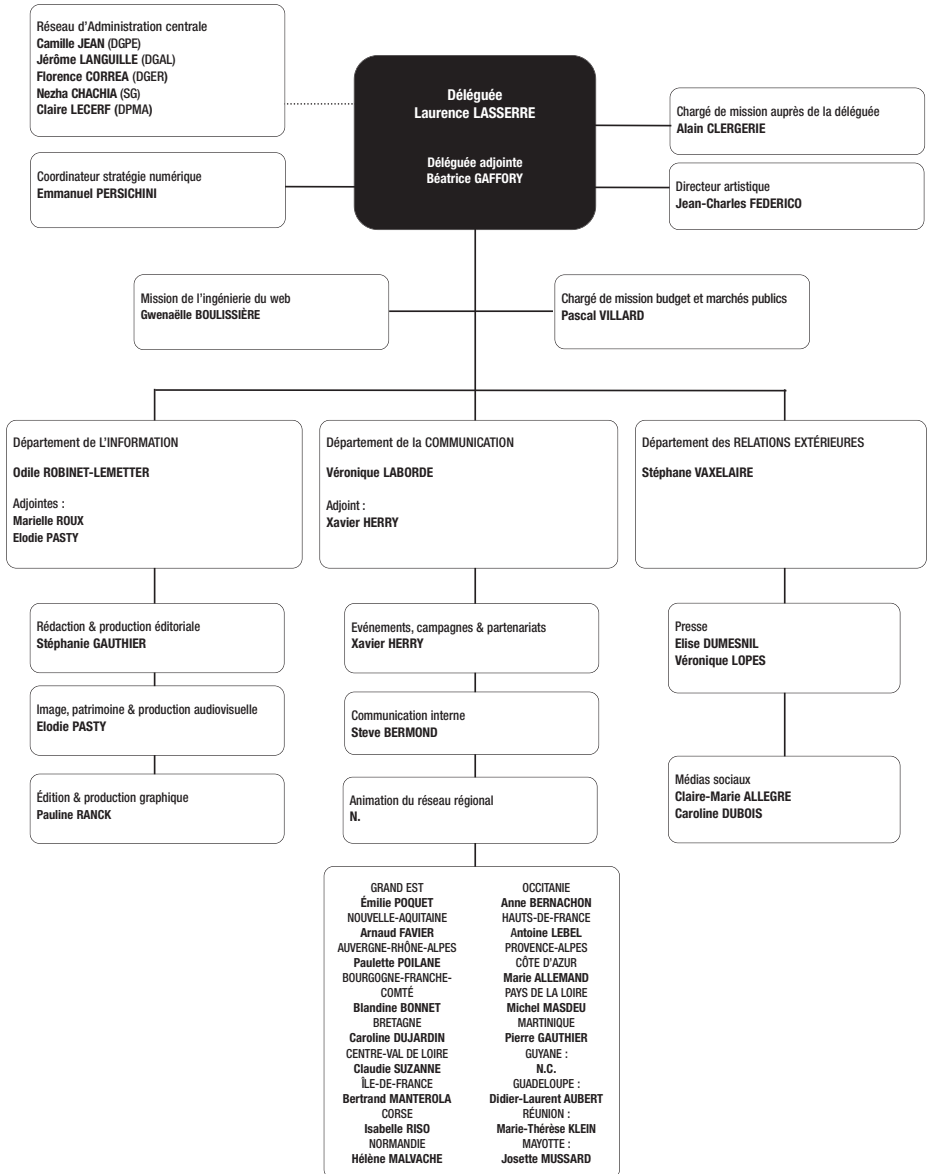 Réseau d'Administration centrale
Camille JEAN (DGPE)
Jérôme LANGUILLE (DGAL)
Florence CORREA (DGER)
Nezha CHACHIA (SG)
Claire LECERF (DPMA)
Déléguée
Laurence LASSERRE
Déléguée adjointe
Béatrice GAFFORY
Chargé de mission auprès de la déléguée
Alain CLERGERIE
Coordinateur stratégie numérique
Emmanuel PERSICHINI
Directeur artistique
Jean-Charles FEDERICO
Mission de l'ingénierie du web
Gwenaëlle BOULISSIÈRE
Chargé de mission budget et marchés publics
Pascal VILLARD
Département de L'INFORMATION
Odile ROBINET-LEMETTER
Adjointes :
Marielle ROUX
Elodie PASTY
Département de la COMMUNICATION
Véronique LABORDE
Adjoint :
Xavier HERRY
Département des RELATIONS EXTÉRIEURES
Stéphane VAXELAIRE
Rédaction & production éditoriale
Stéphanie GAUTHIER
Image, patrimoine & production audiovisuelle
Elodie PASTY
Édition & production graphique
Pauline RANCK
Evénements, campagnes & partenariats
Xavier HERRY
Communication interne
Steve BERMOND
Animation du réseau régional
N.
Presse
Elise DUMESNIL
Véronique LOPES
Médias sociaux
Claire-Marie ALLEGRE
Caroline DUBOIS
GRAND EST
Émilie POQUET
NOUVELLE-AQUITAINE
Arnaud FAVIER
AUVERGNE-RHÔNE-ALPES
Paulette POILANE
BOURGOGNE-FRANCHE-
COMTÉ
Blandine BONNET
BRETAGNE
Caroline DUJARDIN
CENTRE-VAL DE LOIRE
Claudie SUZANNE
ÎLE-DE-FRANCE
Bertrand MANTEROLA
CORSE
Isabelle RISO
NORMANDIE
Hélène MALVACHE
OCCITANIE
Anne BERNACHON
HAUTS-DE-FRANCE
Antoine LEBEL
PROVENCE-ALPES
CÔTE D'AZUR
Marie ALLEMAND
PAYS DE LA LOIRE
Michel MASDEU
MARTINIQUE
Pierre GAUTHIER
GUYANE :
N.C.
GUADELOUPE :
Didier-Laurent AUBERT
RÉUNION :
Marie-Thérèse KLEIN
MAYOTTE :
Josette MUSSARD